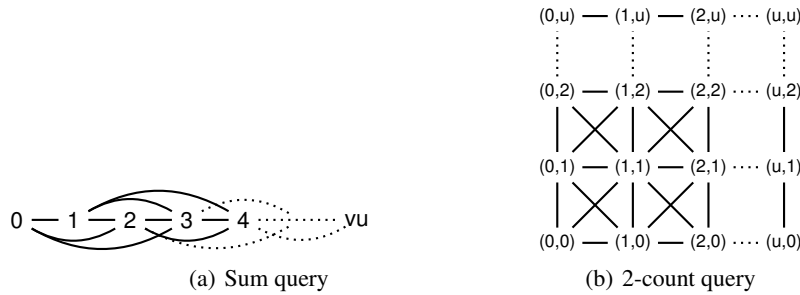 (0,u) (1,u) (2,u) (u,u)
(0,2) (1,2) (2,2) (u,2)
(0,1) (1,1) (2,1) (u,1)
(0,0) (1,0) (2,0) (u,0)
0 1 2 3 4 vu
(a) Sum query
(b) 2-count query